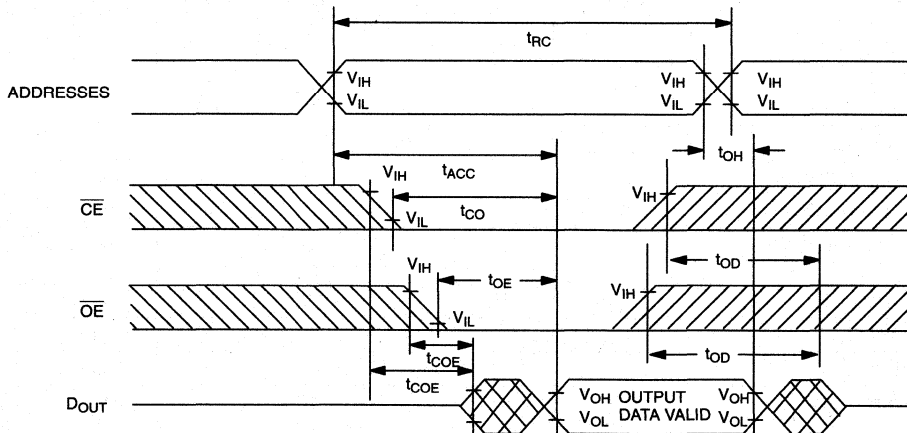 tRC
ADDRESSES
VIH
VIL
VIH
VIL
VIH
VIL
tOH
tACC
VIH
VIH
CE
tCO
VIL
tOD
VIH
tOE
VIH
OE
VIL
tCOE
tOD
tCOE
DOUT
VOH
OUTPUT
VOH
VOL
DATA VALID
VOL